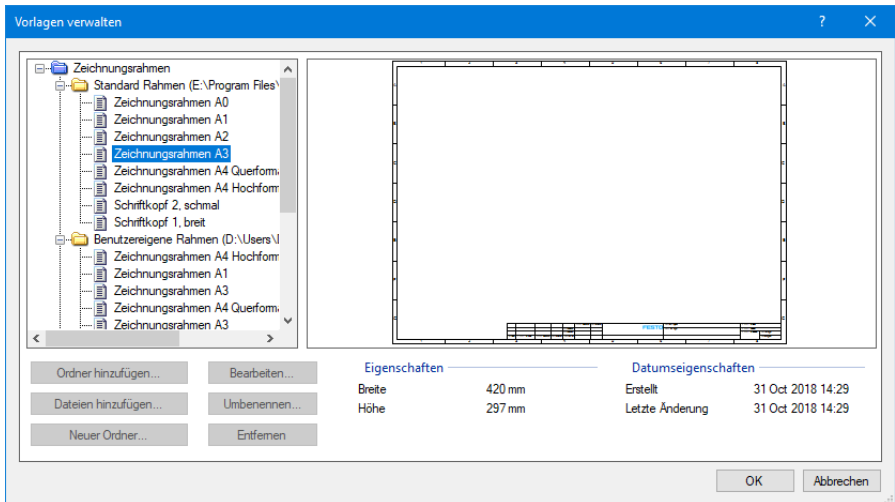 Vorlagen verwalten
Zeichnungsrahmen
Standard Rahmen (E:\Program Files\
Zeichnungsrahmen A0
Zeichnungsrahmen A1
Zeichnungsrahmen A2
Zeichnungsrahmen A3
Zeichnungsrahmen A4 Querforma
Zeichnungsrahmen A4 Hochform
Schriftkopf 2, schmal
Schriftkopf 1, breit
Benutzereigene Rahmen (D:\Users\
Zeichnungsrahmen A4 Hochform
Zeichnungsrahmen A1
Zeichnungsrahmen A3
Zeichnungsrahmen A4 Querforma
Zeichnungsrahmen A3
FESTO
Ordner hinzufügen... Bearbeiten...
Dateien hinzufügen... Umbenennen...
Neuer Ordner... Entfernen
Eigenschaften
Breite 420 mm
Höhe 297 mm
Datumseigenschaften
Erstellt 31 Oct 2018 14:29
Letzte Änderung 31 Oct 2018 14:29
OK Abbrechen